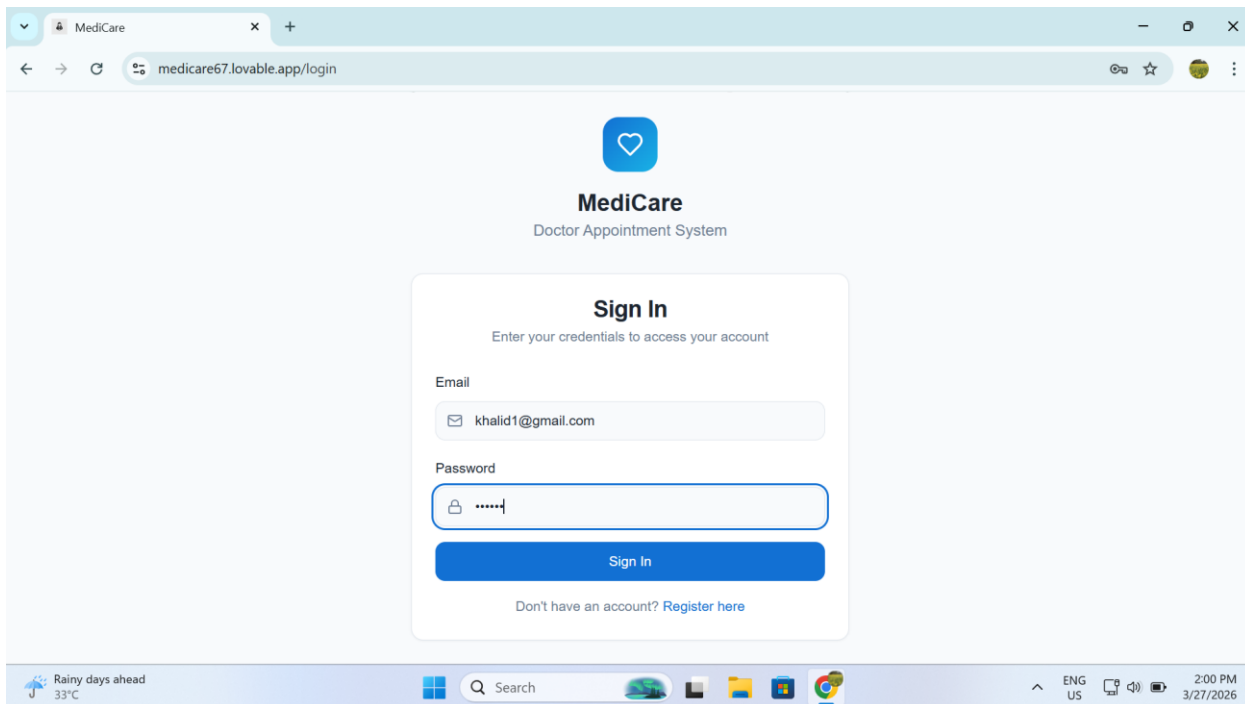 MediCare
medicare67.lovable.app/login
MediCare
Doctor Appointment System
Sign In
Enter your credentials to access your account
Email
khalid1@gmail.com
Password
••••••
Sign In
Don't have an account? Register here
Rainy days ahead
33°C
Search
ENG
US
2:00 PM
3/27/2026